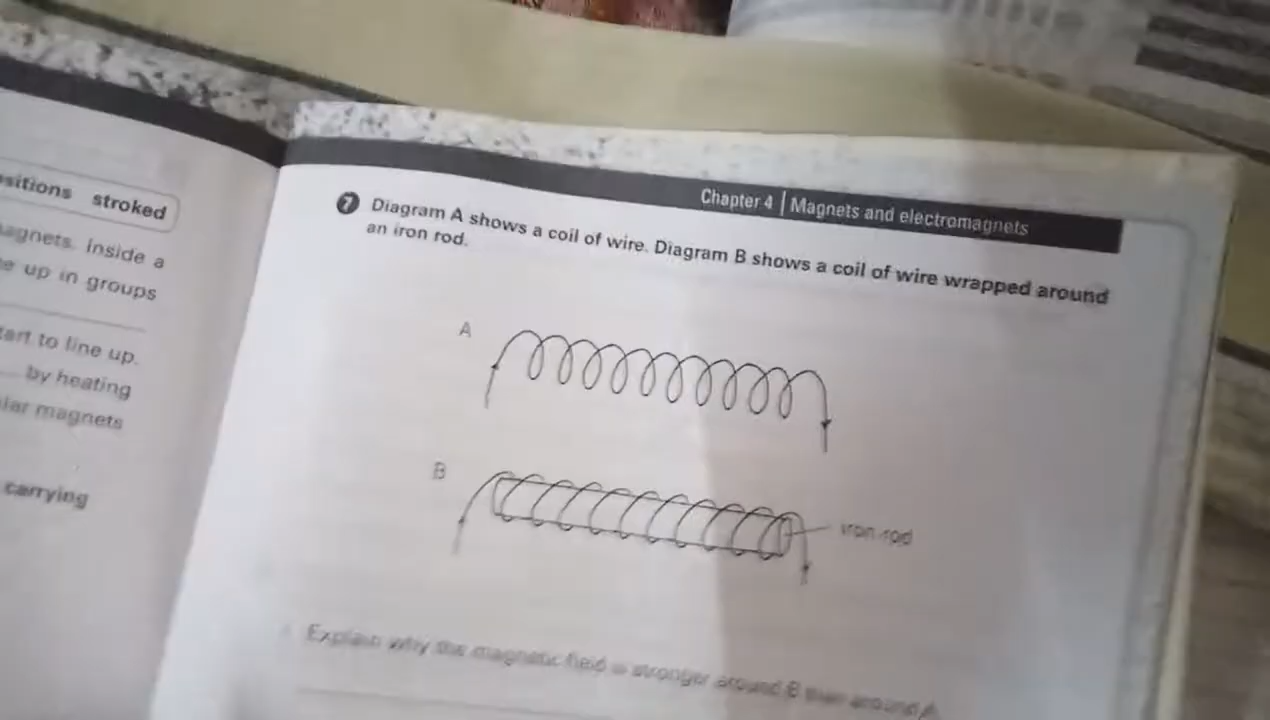 sitions stroked
agnets. Inside a
e up in groups
tart to line up.
by heating
lar magnets
carrying
Chapter 4 | Magnets and electromagnets
7 Diagram A shows a coil of wire. Diagram B shows a coil of wire wrapped around
an iron rod.
A
B
iron rod
Explain why the magnetic field is stronger around B than around A.